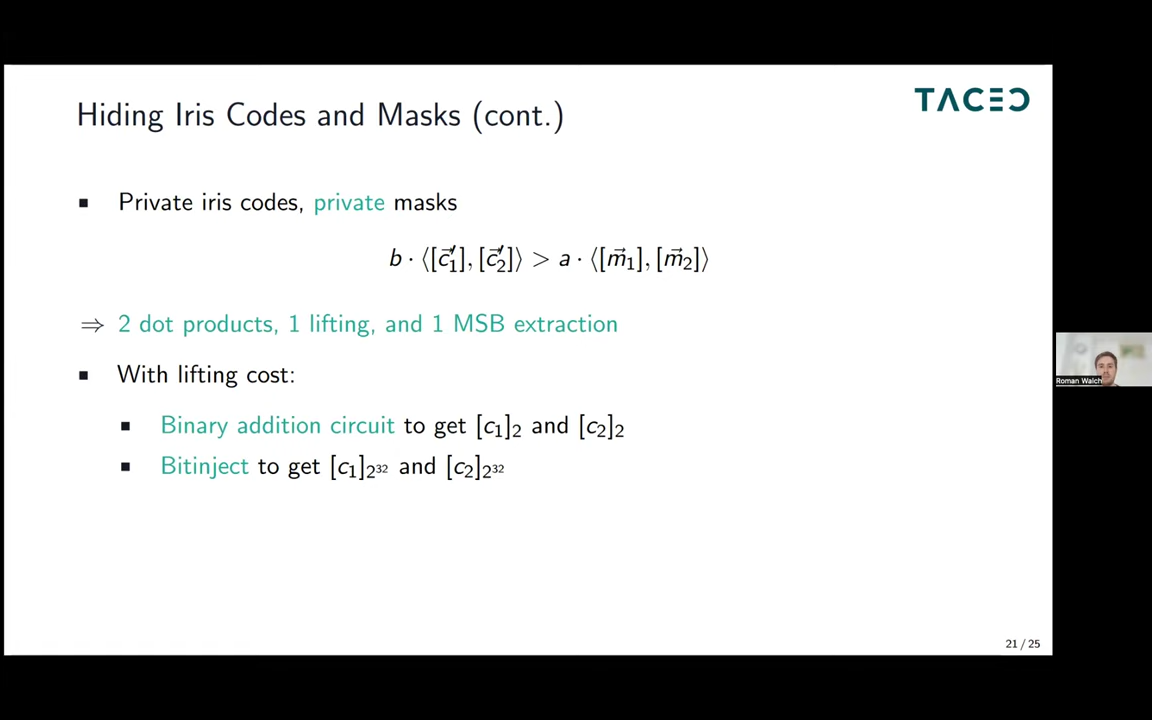 TACEO
Hiding Iris Codes and Masks (cont.)
■ Private iris codes, private masks
b · ⟨[c⃗′₁], [c⃗′₂]⟩ > a · ⟨[m⃗₁], [m⃗₂]⟩
⇒ 2 dot products, 1 lifting, and 1 MSB extraction
■ With lifting cost:
■ Binary addition circuit to get [c₁]₂ and [c₂]₂
■ Bitinject to get [c₁]₂³² and [c₂]₂³²
Roman Walch
21 / 25